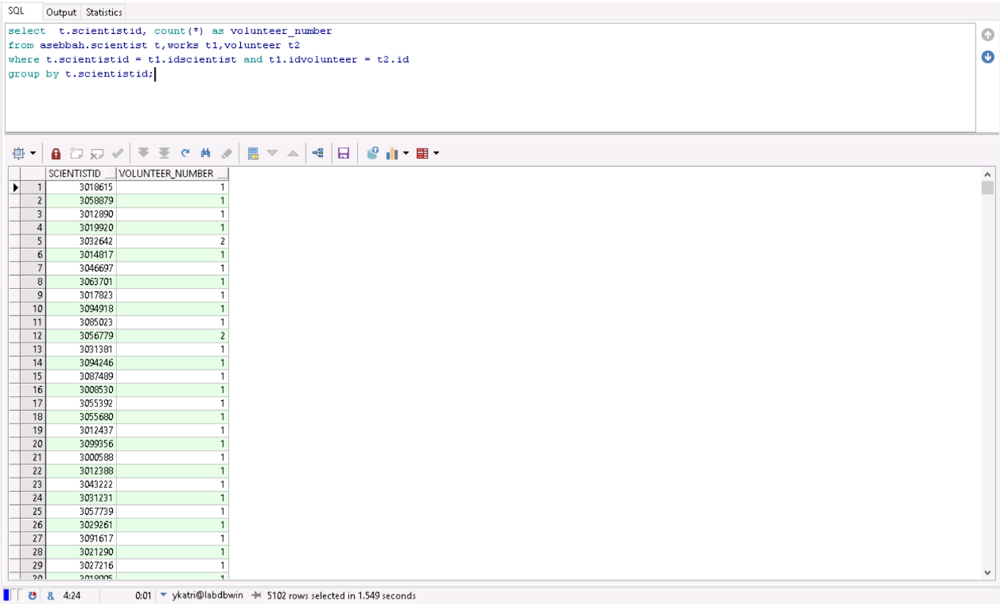 SQL Output Statistics
select  t.scientistid, count(*) as volunteer_number
from asebbah.scientist t,works t1,volunteer t2
where t.scientistid = t1.idscientist and t1.idvolunteer = t2.id
group by t.scientistid;
SCIENTISTID VOLUNTEER_NUMBER
1 3018615 1
2 3058879 1
3 3012890 1
4 3019920 1
5 3032642 2
6 3014817 1
7 3046697 1
8 3063701 1
9 3017823 1
10 3094918 1
11 3085023 1
12 3056779 2
13 3031381 1
14 3094246 1
15 3087489 1
16 3008530 1
17 3055392 1
18 3055680 1
19 3012437 1
20 3099356 1
21 3000588 1
22 3012388 1
23 3043222 1
24 3031231 1
25 3057739 1
26 3029261 1
27 3091617 1
28 3021290 1
29 3027216 1
30 3018005 1
& 4:24 0:01 ykatri@labdbwin 5102 rows selected in 1.549 seconds